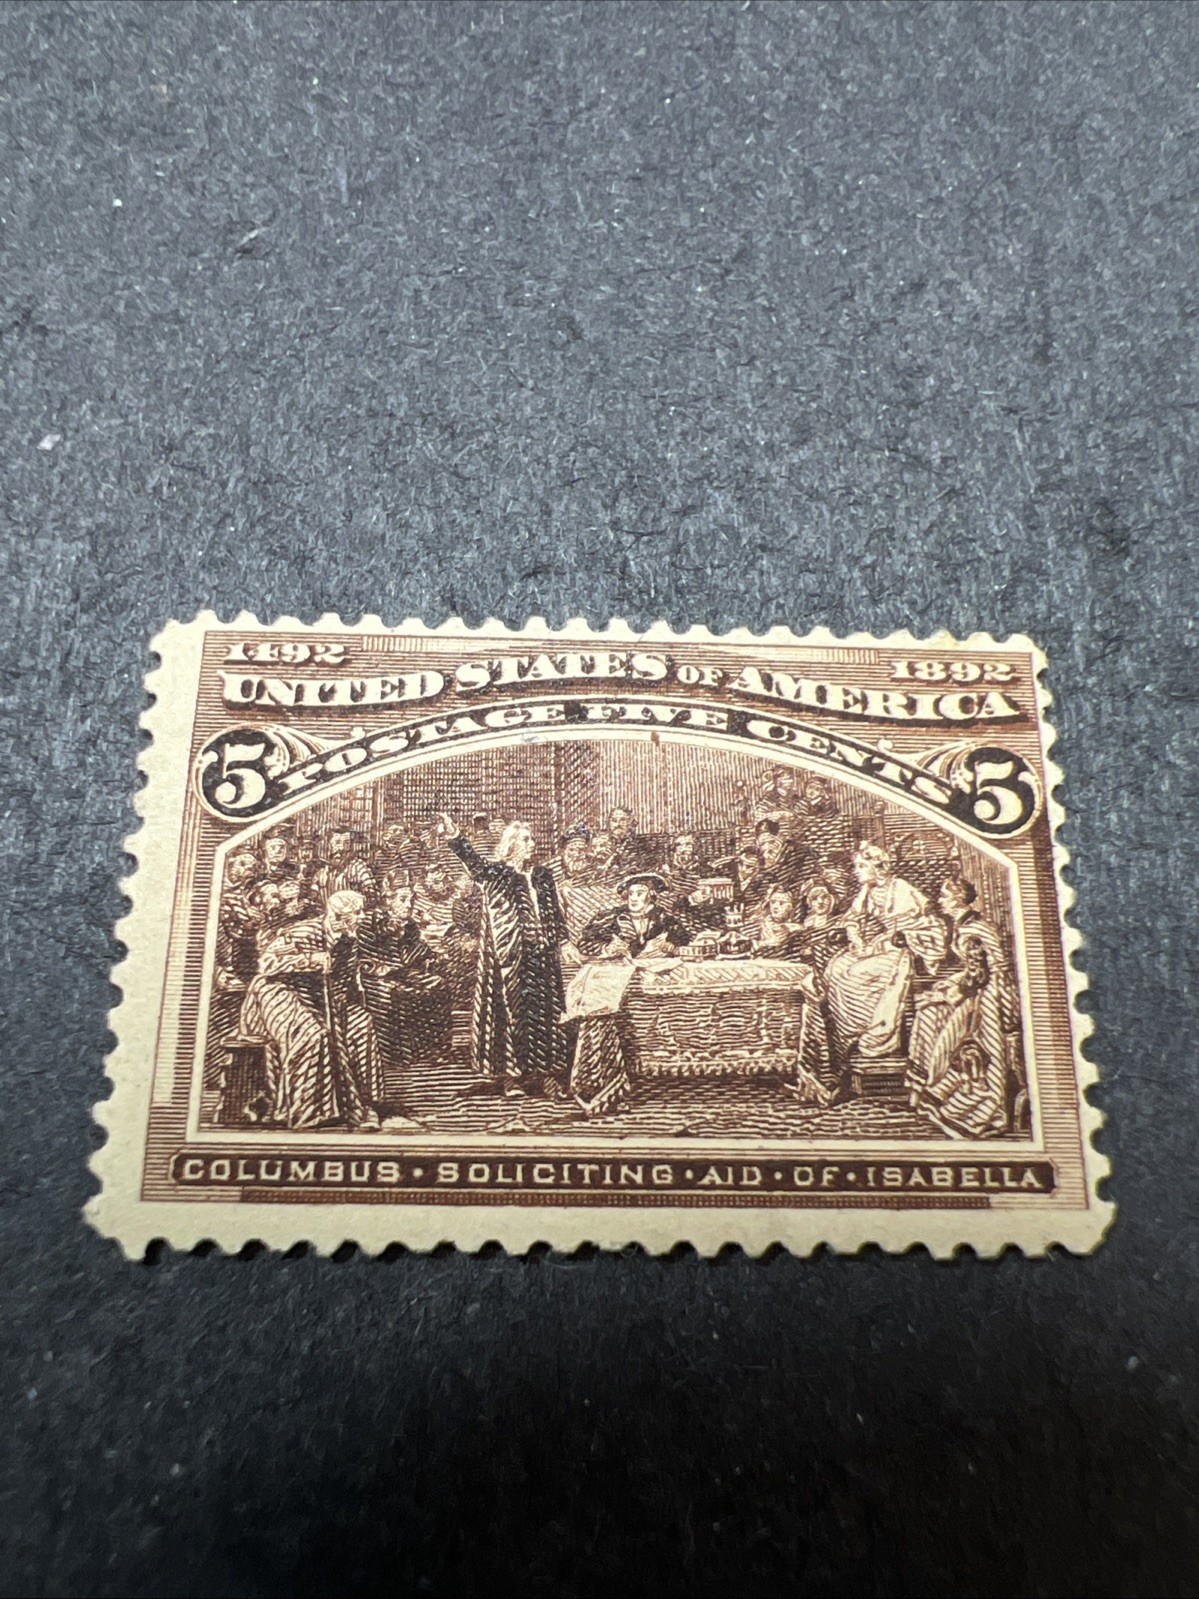 1492 1892
UNITED STATES OF AMERICA
POSTAGE FIVE CENTS
5 5
COLUMBUS · SOLICITING · AID · OF · ISABELLA